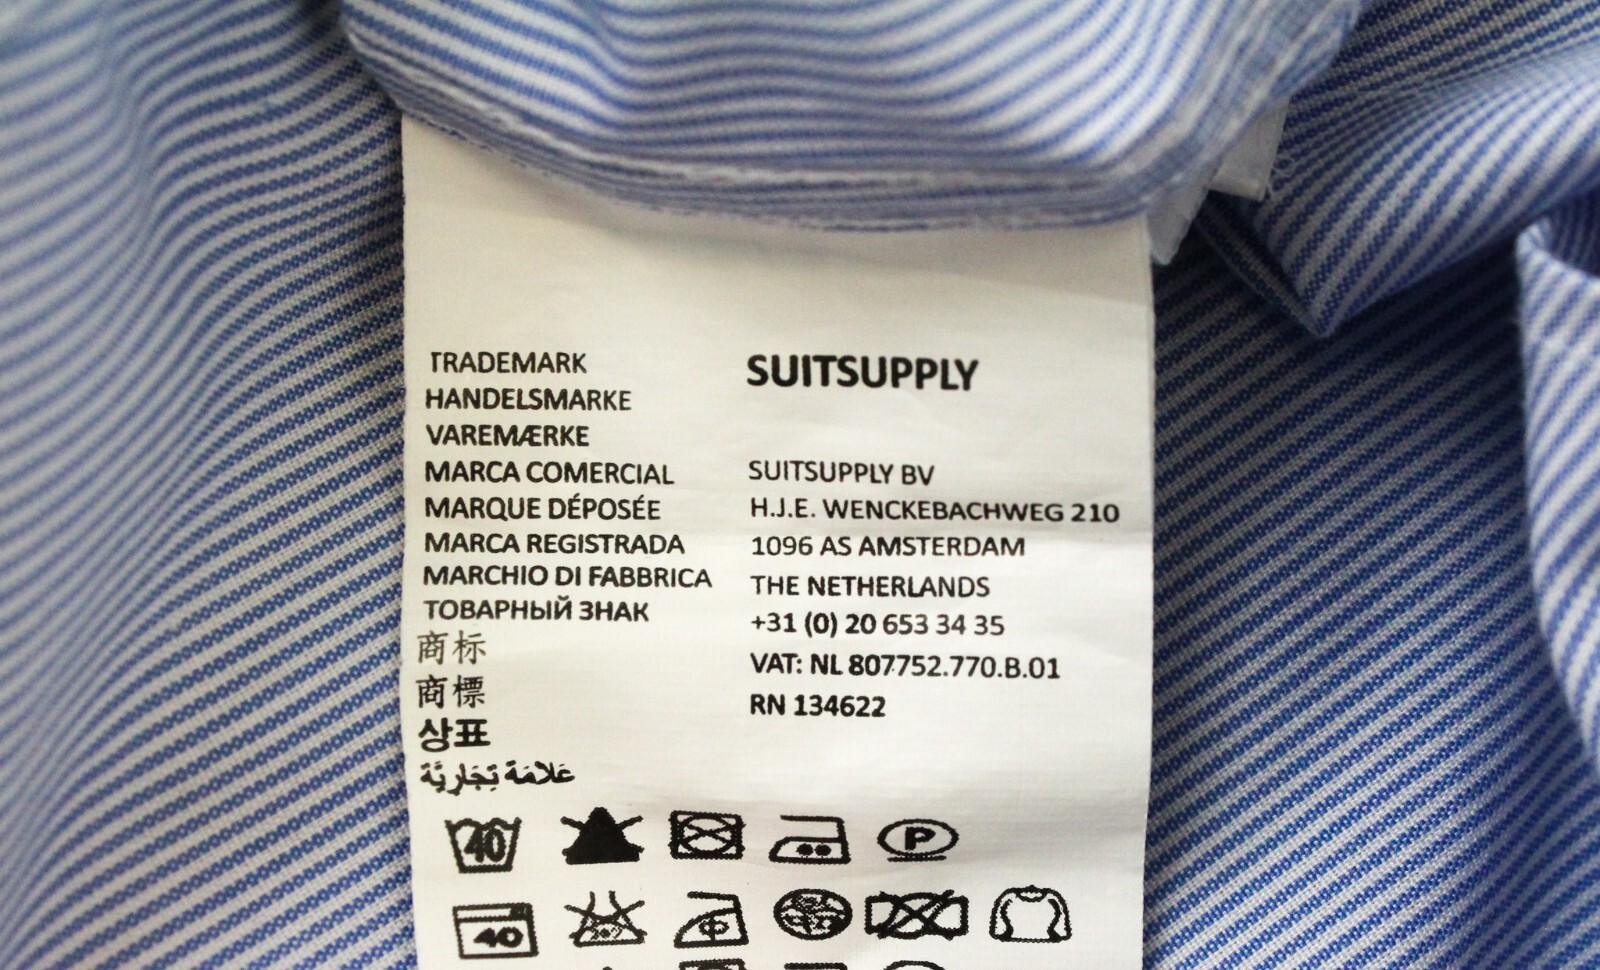 TRADEMARK
HANDELSMARKE
VAREMÆRKE
MARCA COMERCIAL
MARQUE DÉPOSÉE
MARCA REGISTRADA
MARCHIO DI FABBRICA
ТОВАРНЫЙ ЗНАК
商标
商標
상표
عَلامَة تِجَارِيَّة
SUITSUPPLY
SUITSUPPLY BV
H.J.E. WENCKEBACHWEG 210
1096 AS AMSTERDAM
THE NETHERLANDS
+31 (0) 20 653 34 35
VAT: NL 807752.770.B.01
RN 134622
40
P
40